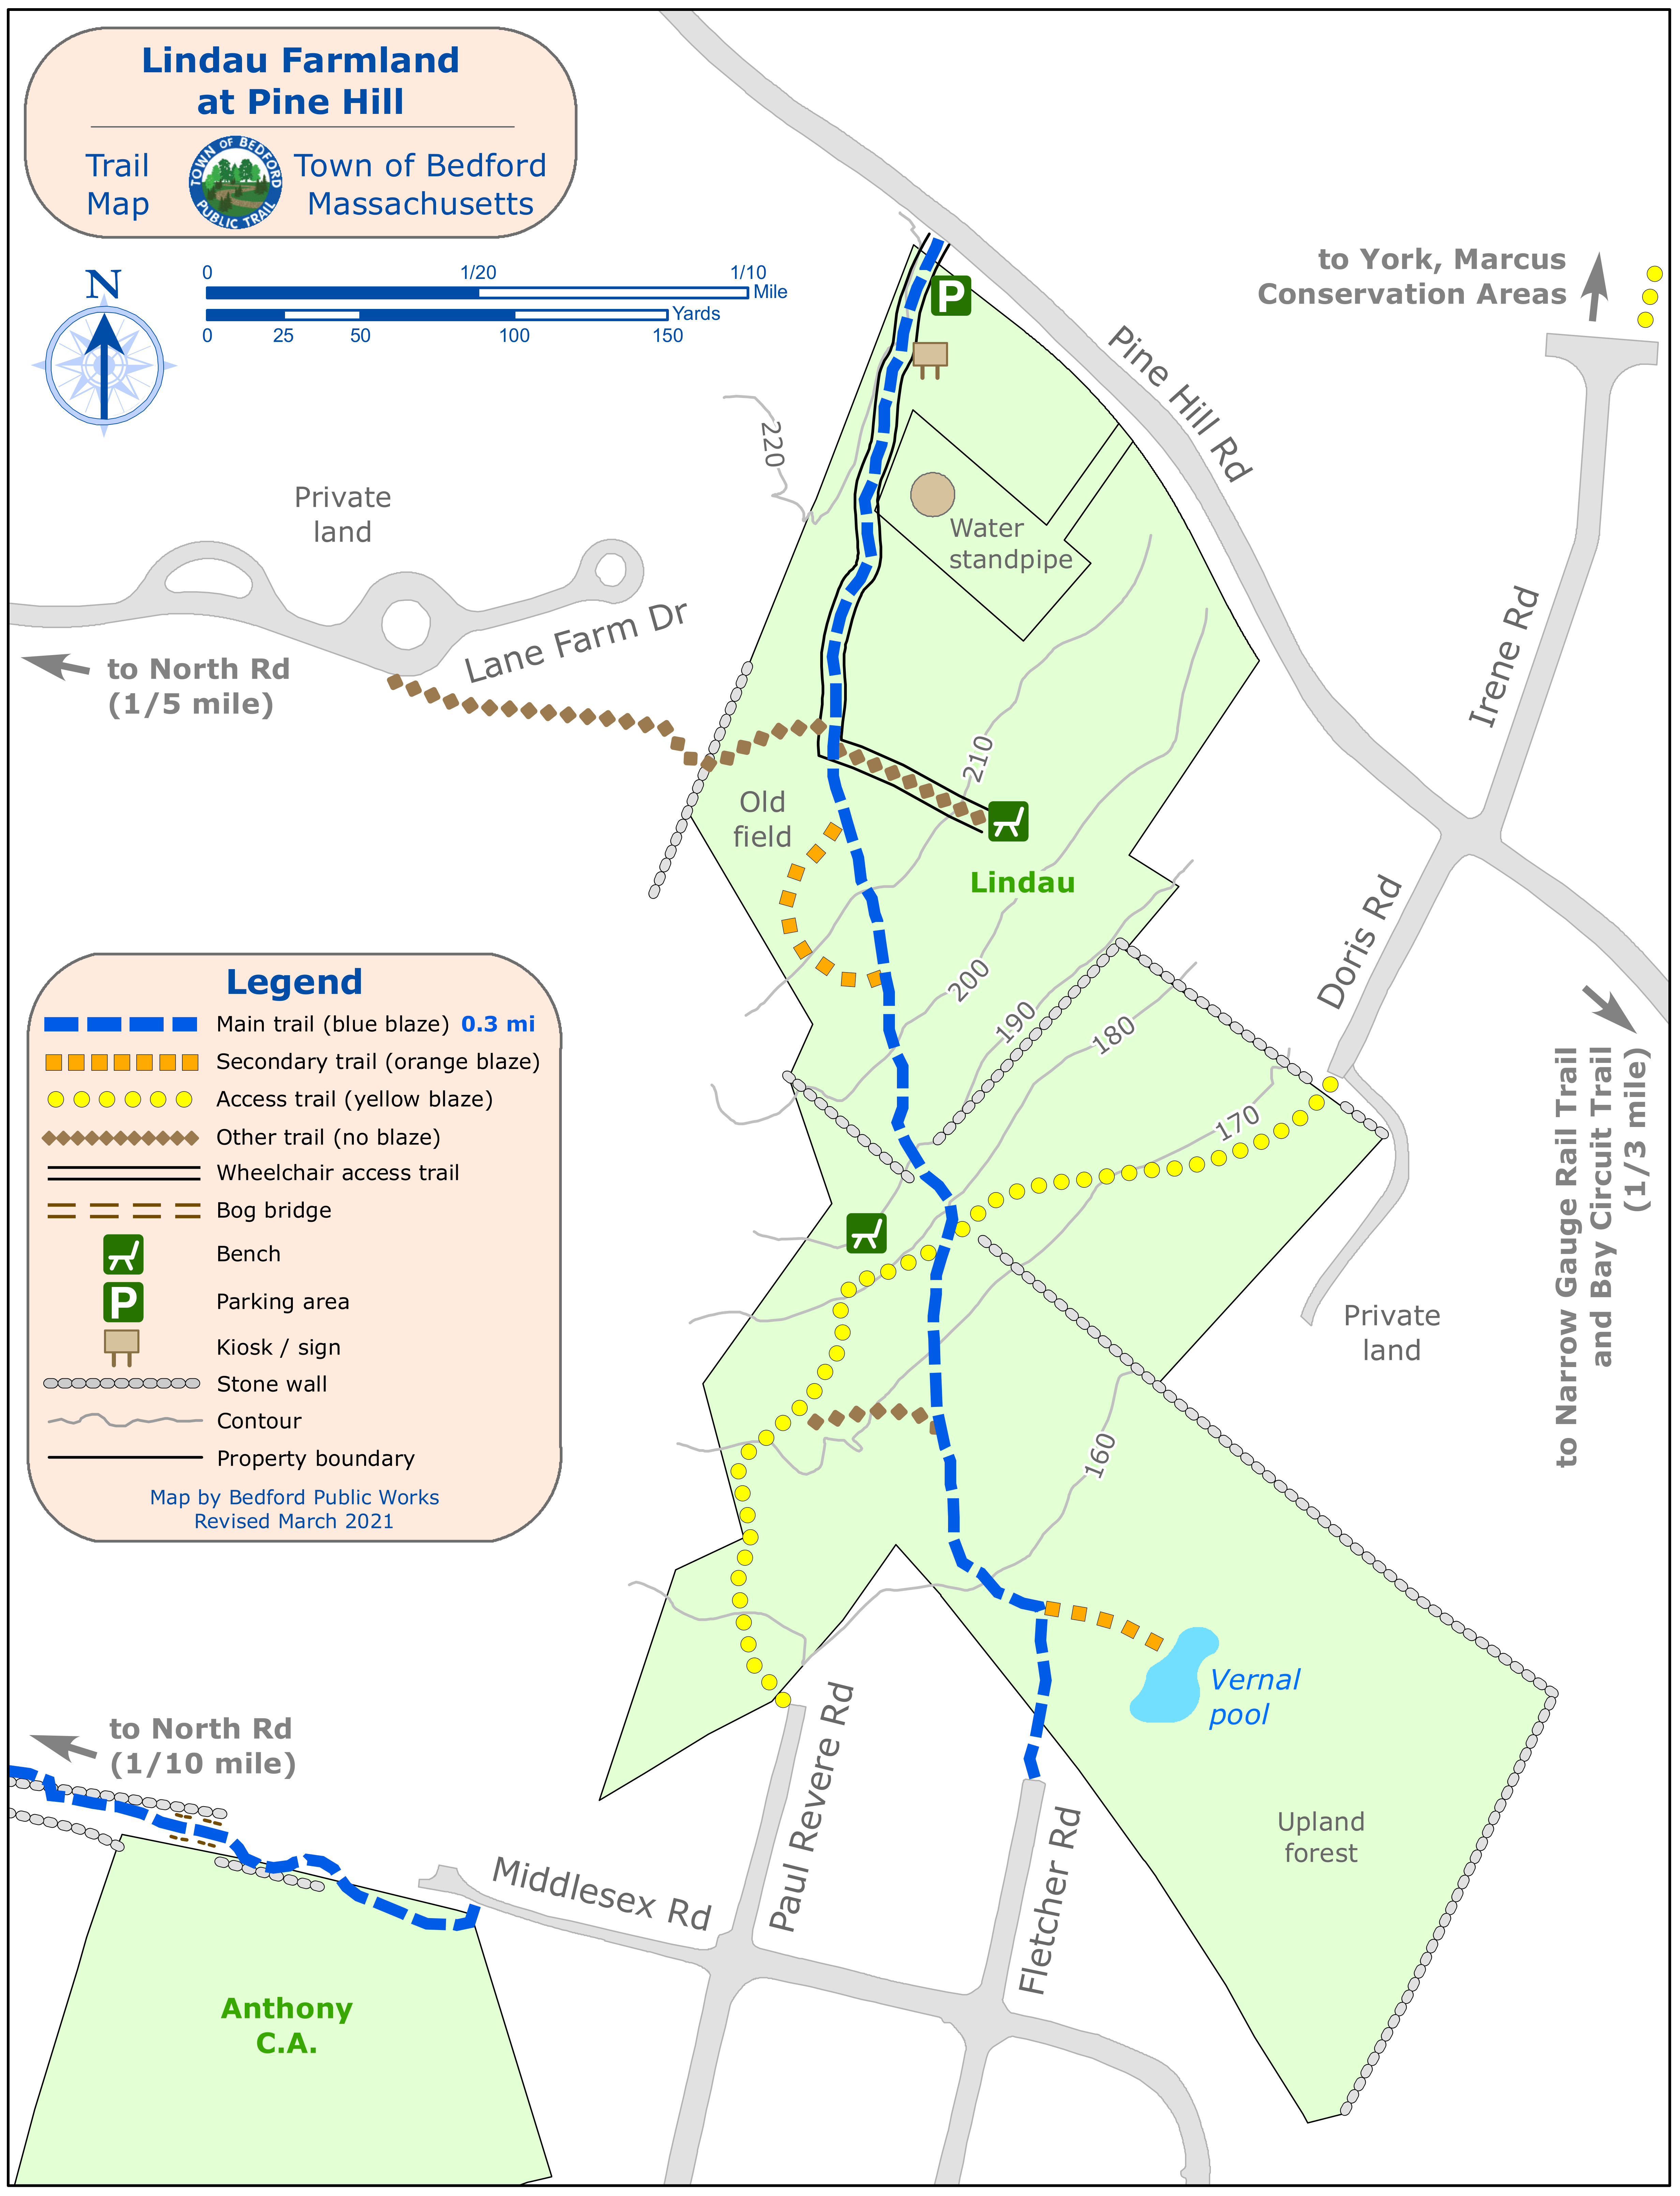 Lindau Farmland
at Pine Hill
Trail
Map
TOWN OF BEDFORD
PUBLIC TRAIL
Town of Bedford
Massachusetts
N
0 1/20 1/10
Mile
Yards
0 25 50 100 150
to York, Marcus
Conservation Areas
P
Pine Hill Rd
220
Private
land
Water
standpipe
Lane Farm Dr
to North Rd
(1/5 mile)
Irene Rd
210
Old
field
Lindau
Doris Rd
200
190
180
170
to Narrow Gauge Rail Trail
and Bay Circuit Trail
(1/3 mile)
Legend
Main trail (blue blaze) 0.3 mi
Secondary trail (orange blaze)
Access trail (yellow blaze)
Other trail (no blaze)
Wheelchair access trail
Bog bridge
Bench
P Parking area
Kiosk / sign
Stone wall
Contour
Property boundary
Map by Bedford Public Works
Revised March 2021
Private
land
160
Vernal
pool
to North Rd
(1/10 mile)
Paul Revere Rd
Fletcher Rd
Upland
forest
Middlesex Rd
Anthony
C.A.